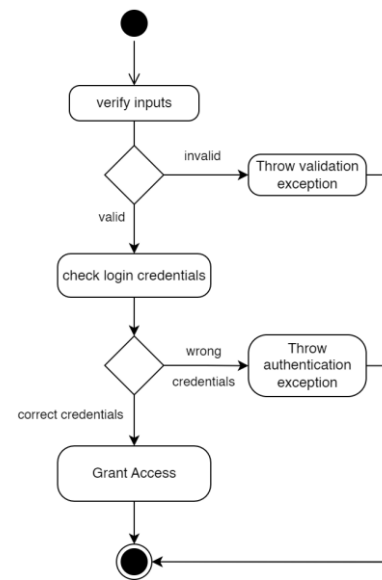 verify inputs
invalid
Throw validation
exception
valid
check login credentials
wrong
credentials
Throw
authentication
exception
correct credentials
Grant Access